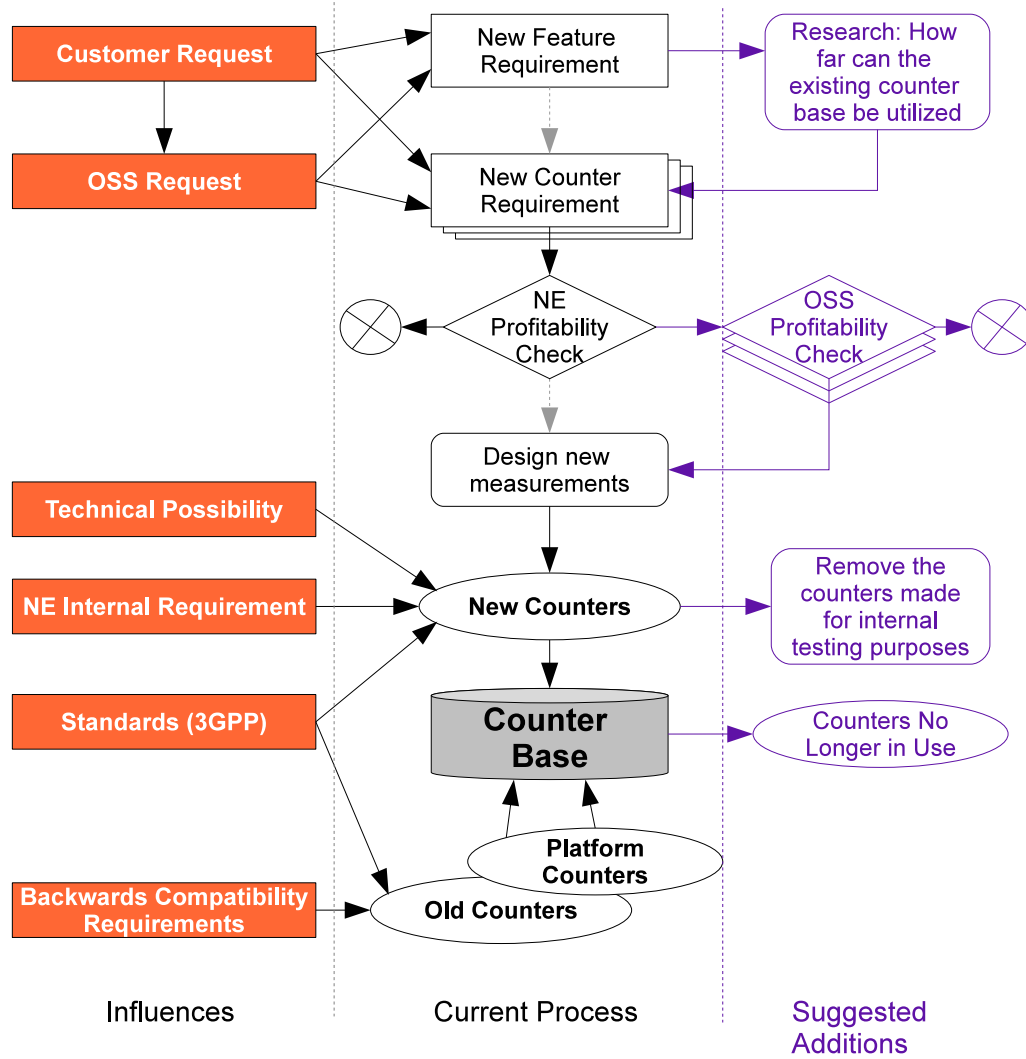 Customer Request
New Feature
Requirement
Research: How
far can the
existing counter
base be utilized
OSS Request
New Counter
Requirement
NE
Profitability
Check
OSS
Profitability
Check
Design new
measurements
Technical Possibility
NE Internal Requirement
New Counters
Remove the
counters made
for internal
testing purposes
Standards (3GPP)
Counter
Base
Counters No
Longer in Use
Platform
Counters
Backwards Compatibility
Requirements
Old Counters
Influences
Current Process
Suggested
Additions